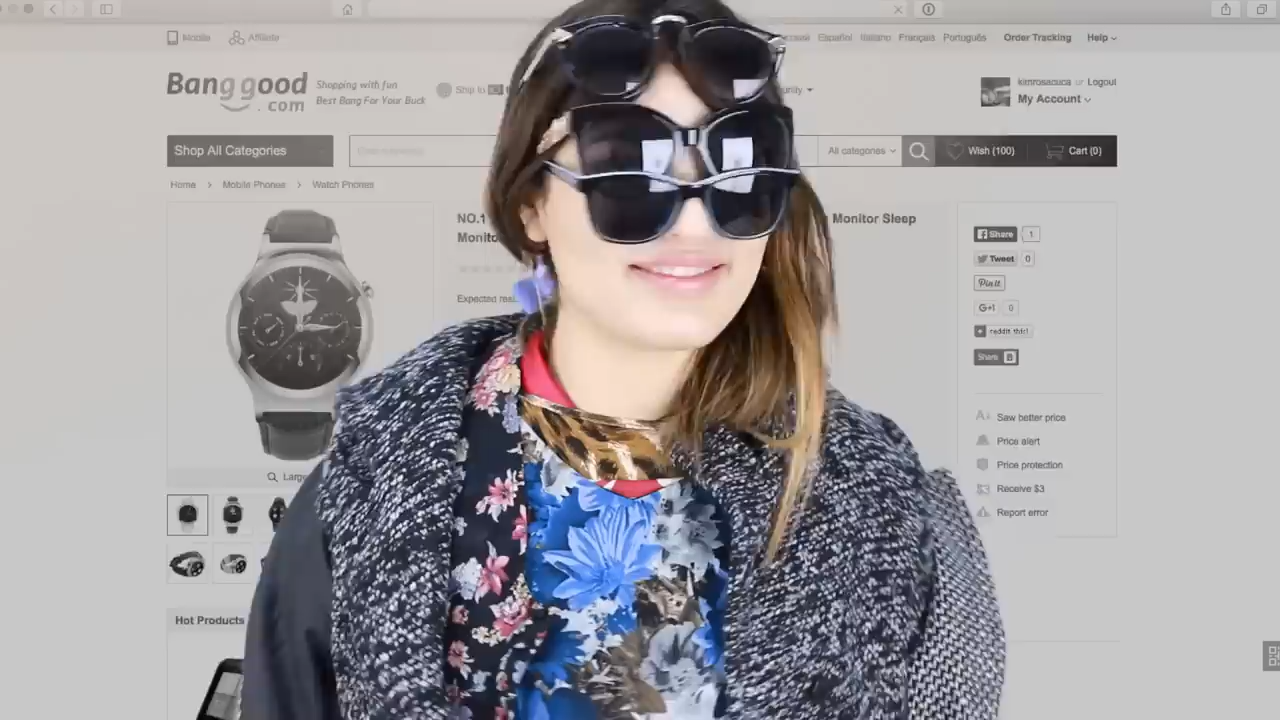 Mobile Affiliate
Español Italiano Français Português Order Tracking Help
Banggood
.com
Shopping with fun
Best Bang For Your Buck
Ship to
kimrosacuca or Logout
My Account
Shop All Categories
All categories
Wish (100) Cart (0)
Home > Mobile Phones > Watch Phones
NO.1
Monitor Sleep
Share 1
Tweet 0
Pin it
G+1 0
reddit this!
Share B
Expected
Saw better price
Price alert
Price protection
Receive $3
Report error
Hot Products